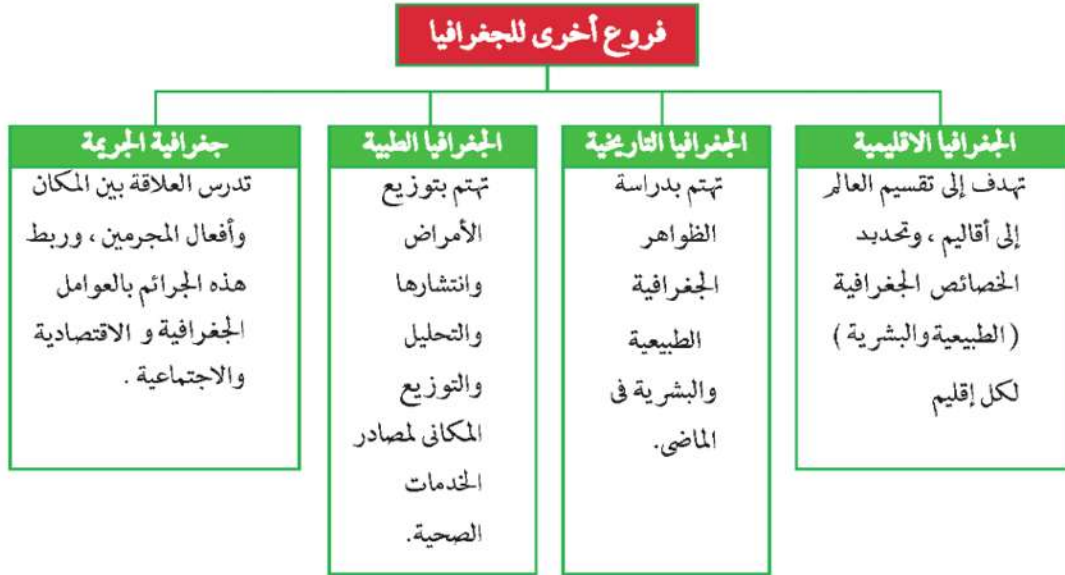 فروع أخرى للجغرافيا
الجغرافيا الاقليمية
تهدف إلى تقسيم العالم
إلى أقاليم ، وتحديد
الخصائص الجغرافية
( الطبيعية والبشرية )
لكل إقليم
الجغرافيا التاريخية
تهتم بدراسة
الظواهر
الجغرافية
الطبيعية
والبشرية فى
الماضى.
الجغرافيا الطبية
تهتم بتوزيع
الأمراض
وانتشارها
والتحليل
والتوزيع
المكانى لمصادر
الخدمات
الصحية.
جغرافية الجريمة
تدرس العلاقة بين المكان
وأفعال المجرمين ، وربط
هذه الجرائم بالعوامل
الجغرافية و الاقتصادية
والاجتماعية .